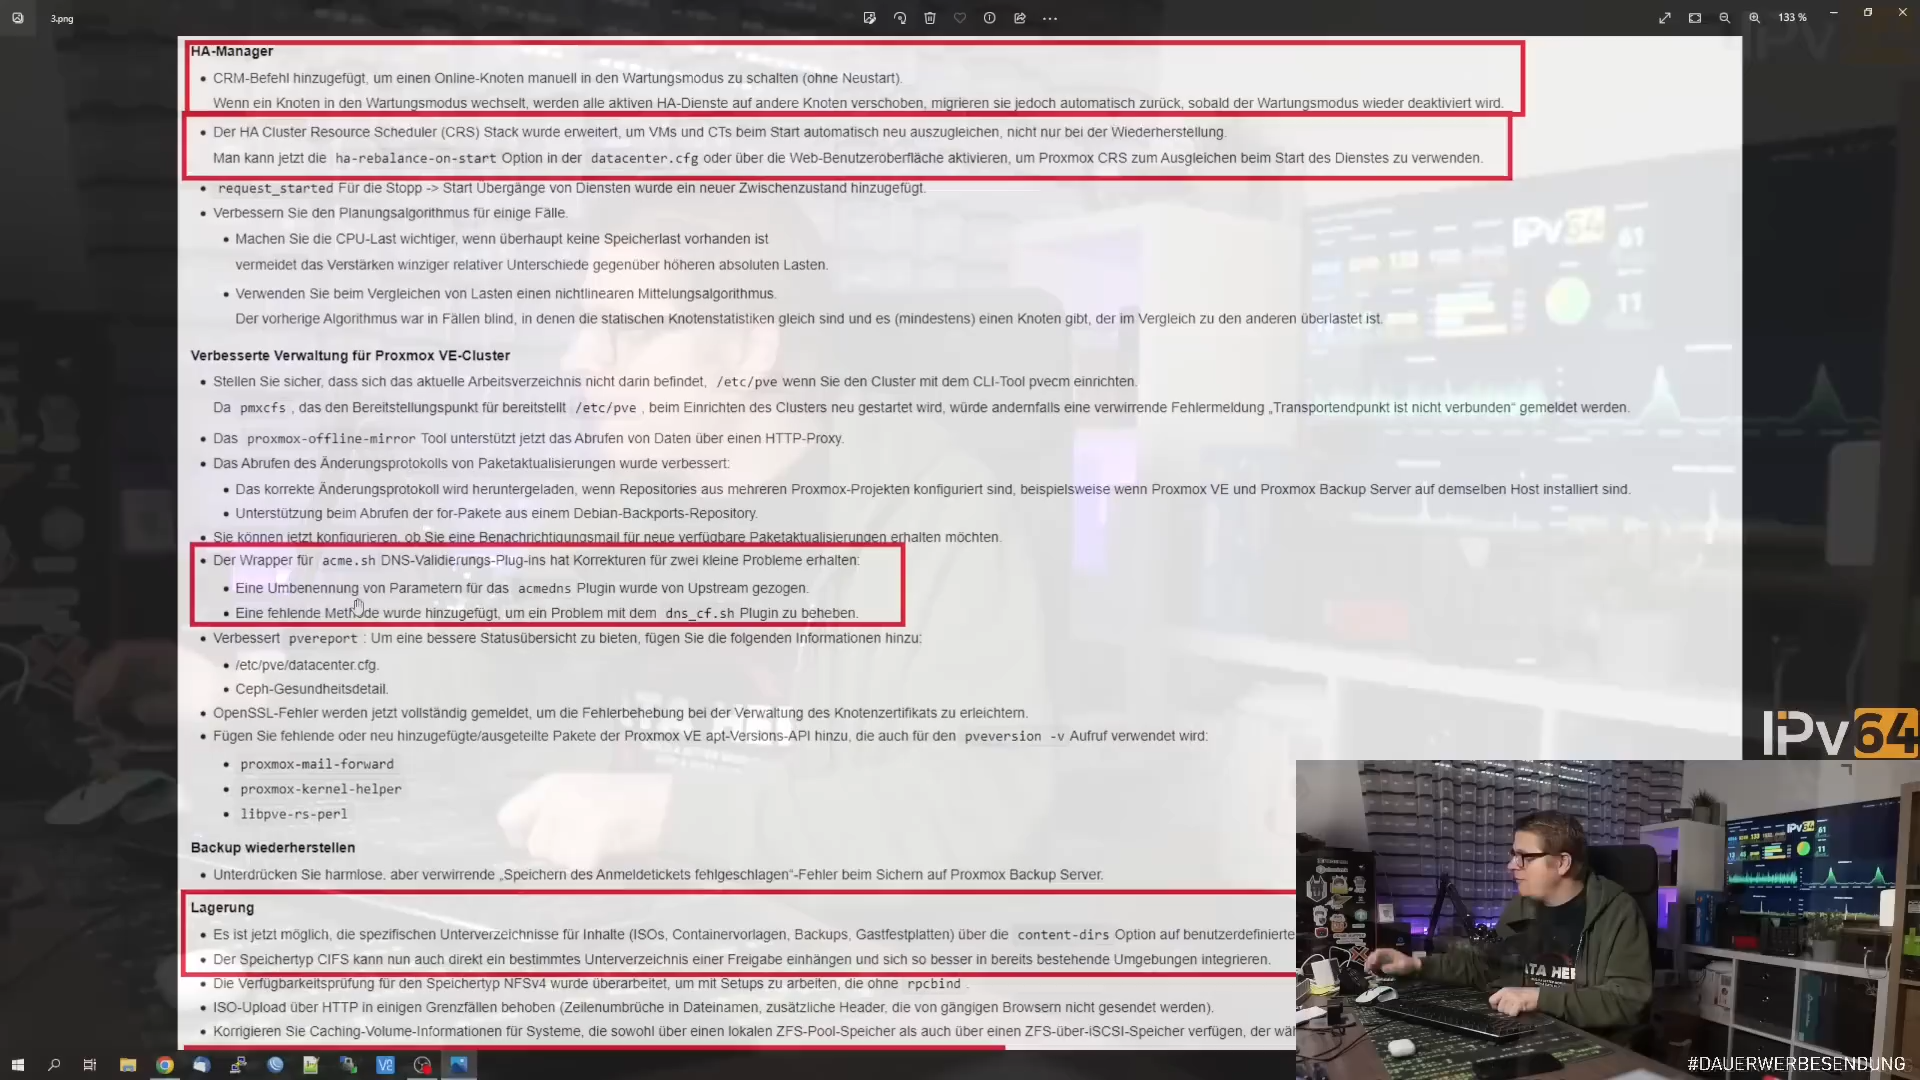 3.png
133 %
HA-Manager
CRM-Befehl hinzugefügt, um einen Online-Knoten manuell in den Wartungsmodus zu schalten (ohne Neustart).
Wenn ein Knoten in den Wartungsmodus wechselt, werden alle aktiven HA-Dienste auf andere Knoten verschoben, migrieren sie jedoch automatisch zurück, sobald der Wartungsmodus wieder deaktiviert wird.
Der HA Cluster Resource Scheduler (CRS) Stack wurde erweitert, um VMs und CTs beim Start automatisch neu auszugleichen, nicht nur bei der Wiederherstellung.
Man kann jetzt die ha-rebalance-on-start Option in der datacenter.cfg oder über die Web-Benutzeroberfläche aktivieren, um Proxmox CRS zum Ausgleichen beim Start des Dienstes zu verwenden.
request_started Für die Stopp -> Start Übergänge von Diensten wurde ein neuer Zwischenzustand hinzugefügt.
Verbessern Sie den Planungsalgorithmus für einige Fälle.
Machen Sie die CPU-Last wichtiger, wenn überhaupt keine Speicherlast vorhanden ist
vermeidet das Verstärken winziger relativer Unterschiede gegenüber höheren absoluten Lasten.
Verwenden Sie beim Vergleichen von Lasten einen nichtlinearen Mittelungsalgorithmus.
Der vorherige Algorithmus war in Fällen blind, in denen die statischen Knotenstatistiken gleich sind und es (mindestens) einen Knoten gibt, der im Vergleich zu den anderen überlastet ist.
Verbesserte Verwaltung für Proxmox VE-Cluster
Stellen Sie sicher, dass sich das aktuelle Arbeitsverzeichnis nicht darin befindet, /etc/pve wenn Sie den Cluster mit dem CLI-Tool pvecm einrichten.
Da pmxcfs , das den Bereitstellungspunkt für bereitstellt /etc/pve , beim Einrichten des Clusters neu gestartet wird, würde andernfalls eine verwirrende Fehlermeldung „Transportendpunkt ist nicht verbunden“ gemeldet werden.
Das proxmox-offline-mirror Tool unterstützt jetzt das Abrufen von Daten über einen HTTP-Proxy.
Das Abrufen des Änderungsprotokolls von Paketaktualisierungen wurde verbessert:
Das korrekte Änderungsprotokoll wird heruntergeladen, wenn Repositories aus mehreren Proxmox-Projekten konfiguriert sind, beispielsweise wenn Proxmox VE und Proxmox Backup Server auf demselben Host installiert sind.
Unterstützung beim Abrufen der for-Pakete aus einem Debian-Backports-Repository.
Sie können jetzt konfigurieren, ob Sie eine Benachrichtigungsmail für neue verfügbare Paketaktualisierungen erhalten möchten.
Der Wrapper für acme.sh DNS-Validierungs-Plug-ins hat Korrekturen für zwei kleine Probleme erhalten:
Eine Umbenennung von Parametern für das acmedns Plugin wurde von Upstream gezogen.
Eine fehlende Methode wurde hinzugefügt, um ein Problem mit dem dns_cf.sh Plugin zu beheben.
Verbessert pvereport : Um eine bessere Statusübersicht zu bieten, fügen Sie die folgenden Informationen hinzu:
/etc/pve/datacenter.cfg.
Ceph-Gesundheitsdetail.
OpenSSL-Fehler werden jetzt vollständig gemeldet, um die Fehlerbehebung bei der Verwaltung des Knotenzertifikats zu erleichtern.
Fügen Sie fehlende oder neu hinzugefügte/ausgeteilte Pakete der Proxmox VE apt-Versions-API hinzu, die auch für den pveversion -v Aufruf verwendet wird:
proxmox-mail-forward
proxmox-kernel-helper
libpve-rs-perl
Backup wiederherstellen
Unterdrücken Sie harmlose, aber verwirrende „Speichern des Anmeldetickets fehlgeschlagen“-Fehler beim Sichern auf Proxmox Backup Server.
Lagerung
Es ist jetzt möglich, die spezifischen Unterverzeichnisse für Inhalte (ISOs, Containervorlagen, Backups, Gastfestplatten) über die content-dirs Option auf benutzerdefinierte
Der Speichertyp CIFS kann nun auch direkt ein bestimmtes Unterverzeichnis einer Freigabe einhängen und sich so besser in bereits bestehende Umgebungen integrieren.
Die Verfügbarkeitsprüfung für den Speichertyp NFSv4 wurde überarbeitet, um mit Setups zu arbeiten, die ohne rpcbind .
ISO-Upload über HTTP in einigen Grenzfällen behoben (Zeilenumbrüche in Dateinamen, zusätzliche Header, die von gängigen Browsern nicht gesendet werden).
Korrigieren Sie Caching-Volume-Informationen für Systeme, die sowohl über einen lokalen ZFS-Pool-Speicher als auch über einen ZFS-über-iSCSI-Speicher verfügen, der wäh
IPv64
61
11
IPv64
IPv64
61
11
#DAUERWERBESENDUNG